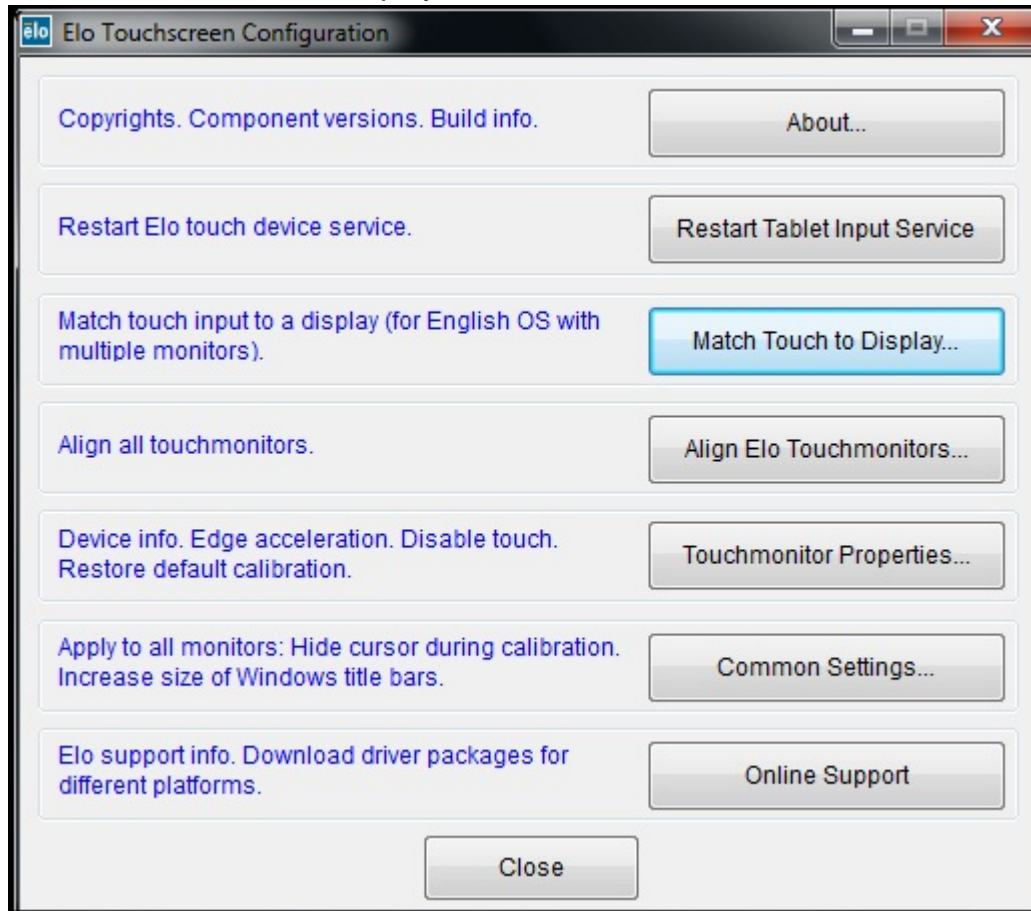 ēlo Elo Touchscreen Configuration
Copyrights. Component versions. Build info.
About...
Restart Elo touch device service.
Restart Tablet Input Service
Match touch input to a display (for English OS with
multiple monitors).
Match Touch to Display...
Align all touchmonitors.
Align Elo Touchmonitors...
Device info. Edge acceleration. Disable touch.
Restore default calibration.
Touchmonitor Properties...
Apply to all monitors: Hide cursor during calibration.
Increase size of Windows title bars.
Common Settings...
Elo support info. Download driver packages for
different platforms.
Online Support
Close